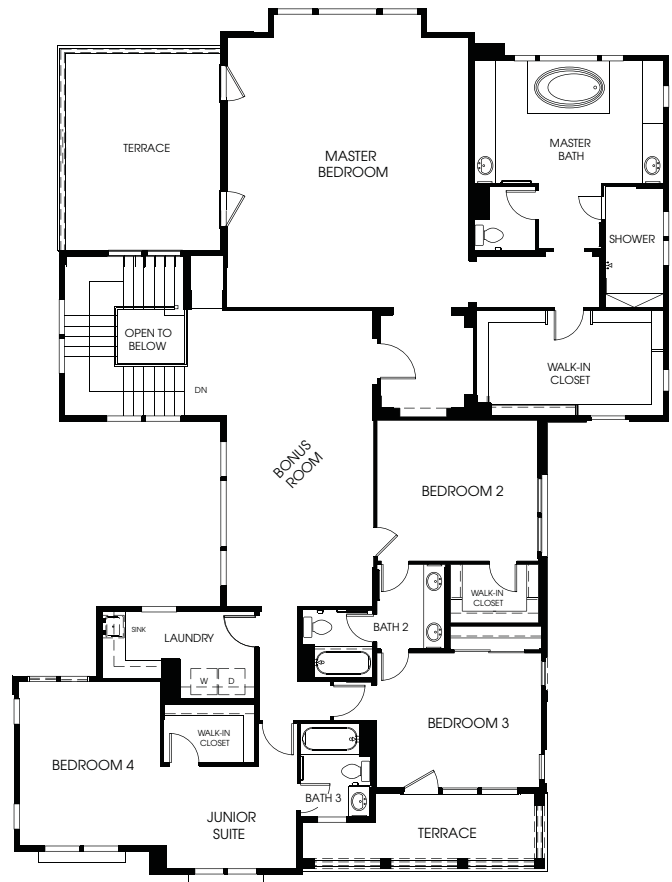 TERRACE
MASTER
BEDROOM
MASTER
BATH
SHOWER
OPEN TO
BELOW
DN
WALK-IN
CLOSET
BONUS
ROOM
BEDROOM 2
WALK-IN
CLOSET
BATH 2
SINK
LAUNDRY
W
D
WALK-IN
CLOSET
BEDROOM 3
BEDROOM 4
BATH 3
JUNIOR
SUITE
TERRACE